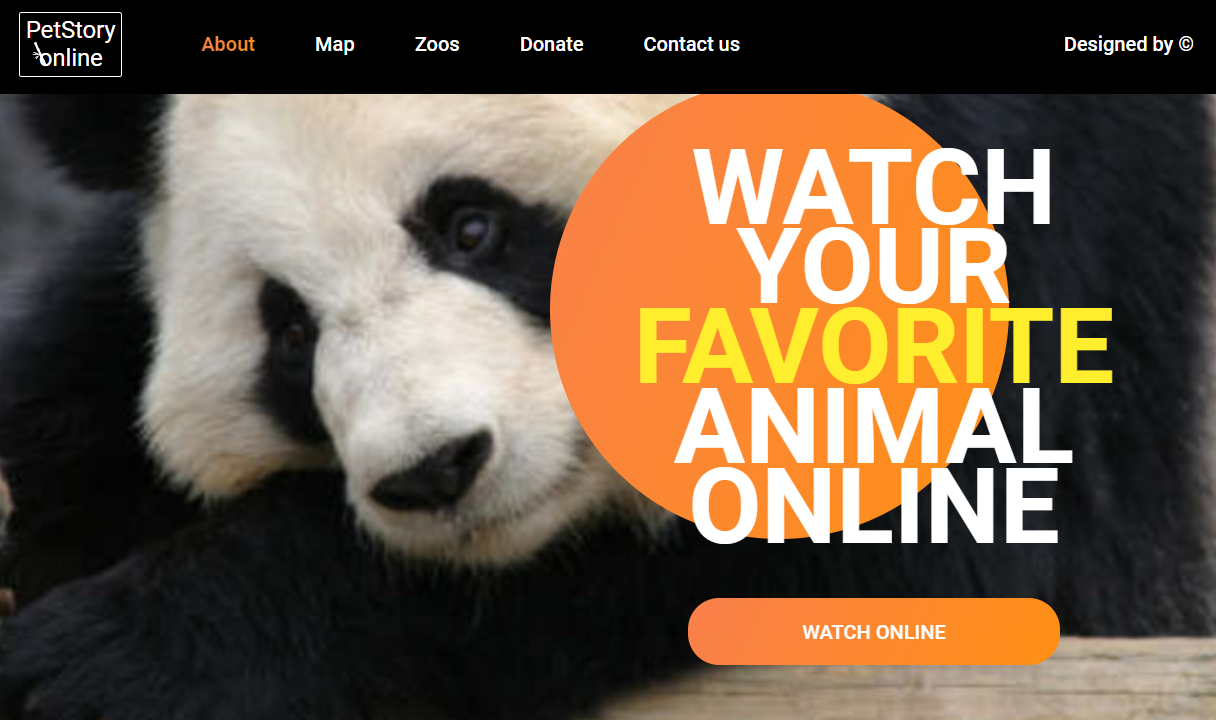 PetStory
online
About Map Zoos Donate Contact us Designed by ©
WATCH
YOUR
FAVORITE
ANIMAL
ONLINE
WATCH ONLINE